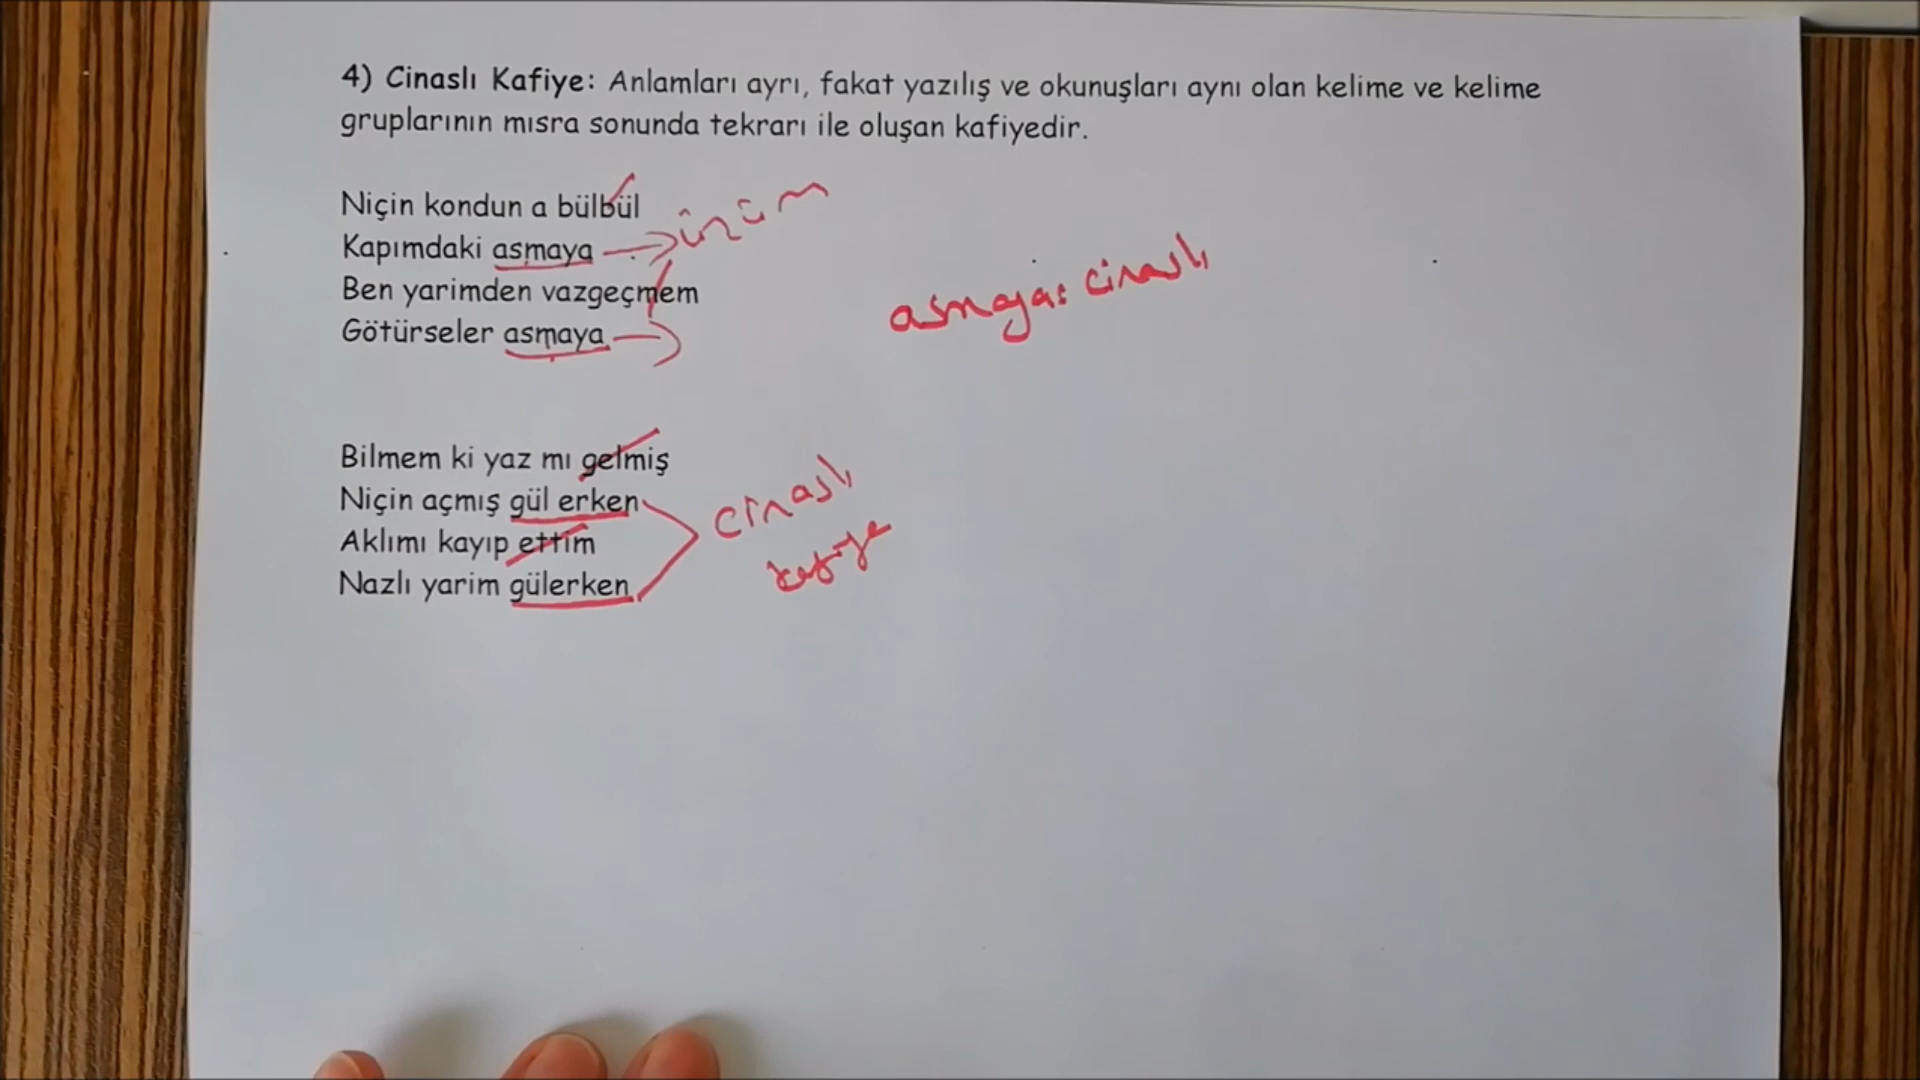 4) Cinaslı Kafiye: Anlamları ayrı, fakat yazılış ve okunuşları aynı olan kelime ve kelime
gruplarının mısra sonunda tekrarı ile oluşan kafiyedir.
Niçin kondun a bülbül
Kapımdaki asmaya
üzüm
Ben yarimden vazgeçmem
Götürseler asmaya
asmaya: cinaslı
Bilmem ki yaz mı gelmiş
Niçin açmış gül erken
Aklımı kayıp ettim
Nazlı yarim gülerken
cinaslı
kafiye